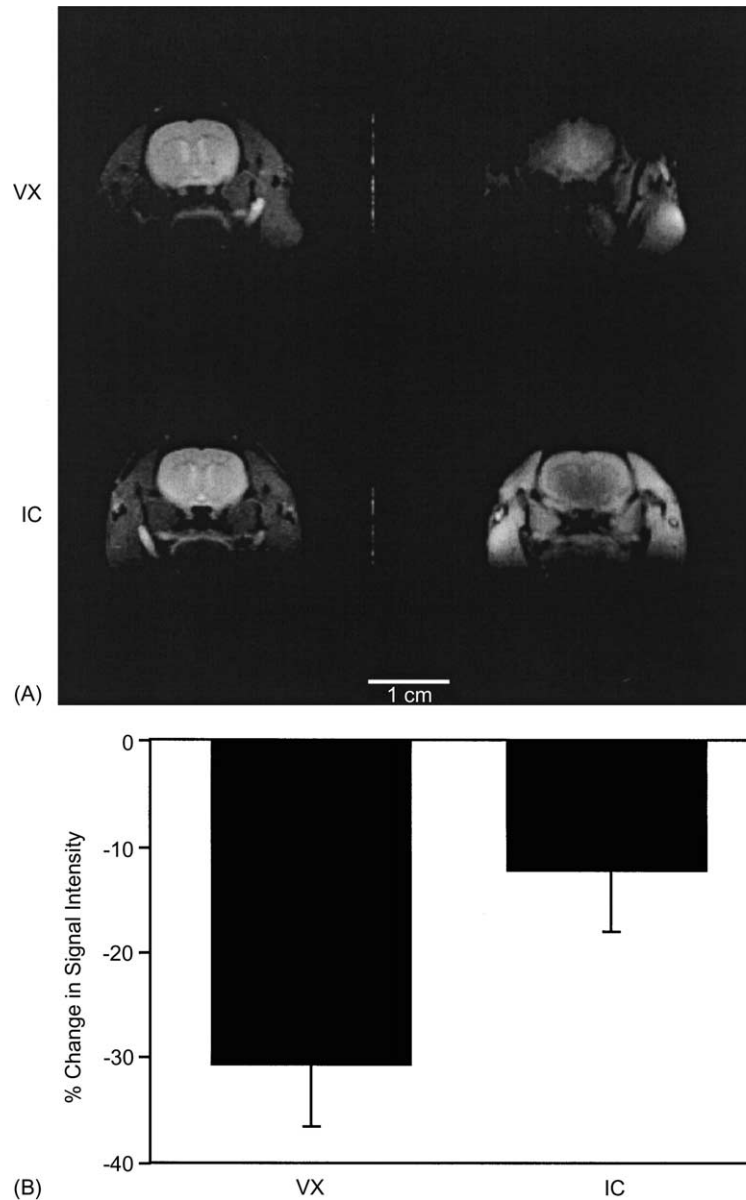 VX
IC
(A)
1 cm
0
-10
-20
-30
-40
% Change in Signal Intensity
VX
IC
(B)